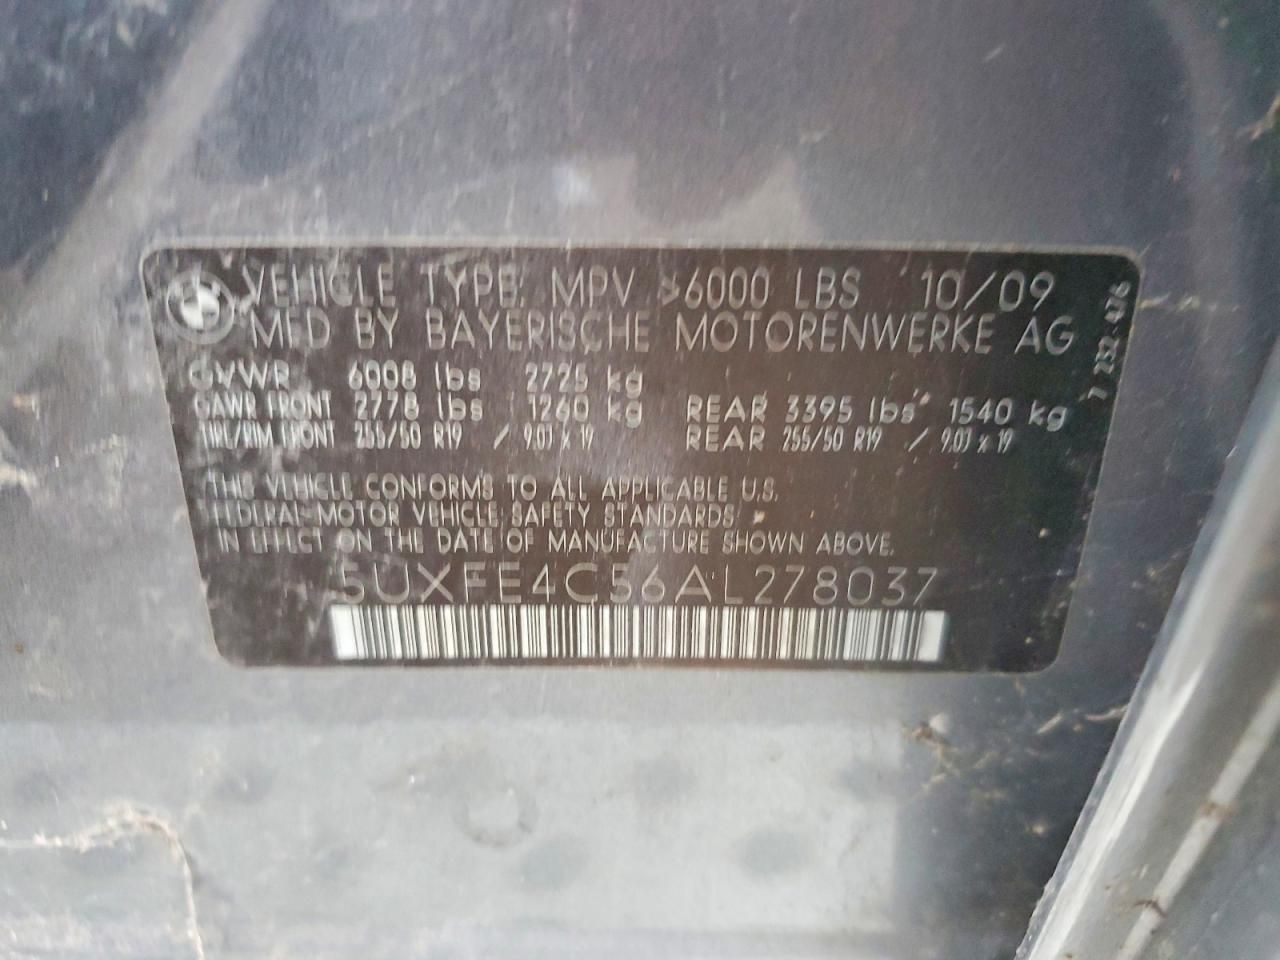 VEHICLE TYPE: MPV >6000 LBS 10/09
MFD BY BAYERISCHE MOTORENWERKE AG
GVWR 6008 lbs 2725 kg
GAWR FRONT 2778 lbs 1260 kg REAR 3395 lbs 1540 kg
TIRE/RIM FRONT 255/50 R19 / 9.0J x 19 REAR 255/50 R19 / 9.0J x 19
THIS VEHICLE CONFORMS TO ALL APPLICABLE U.S.
FEDERAL MOTOR VEHICLE SAFETY STANDARDS
IN EFFECT ON THE DATE OF MANUFACTURE SHOWN ABOVE.
5UXFE4C56AL278037
7 232 476